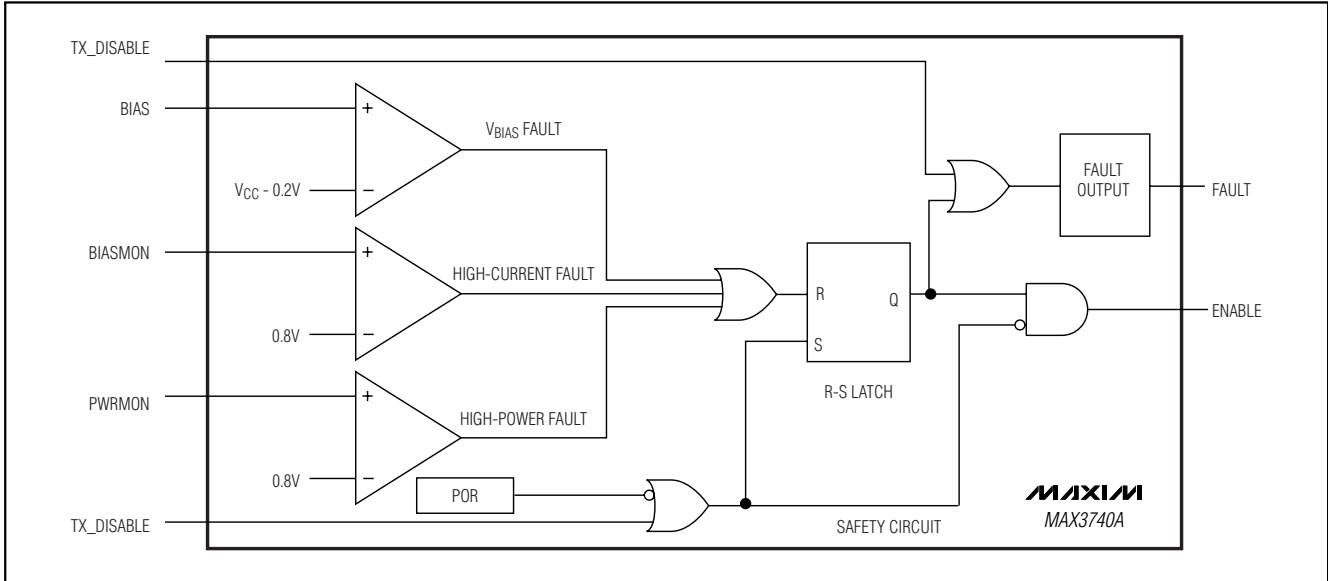 TX_DISABLE
BIAS
+
VBIAS FAULT
VCC - 0.2V
–
FAULT
OUTPUT
FAULT
BIASMON
+
HIGH-CURRENT FAULT
0.8V
–
R
Q
S
R-S LATCH
ENABLE
PWRMON
+
HIGH-POWER FAULT
0.8V
–
POR
TX_DISABLE
SAFETY CIRCUIT
MAXIM
MAX3740A